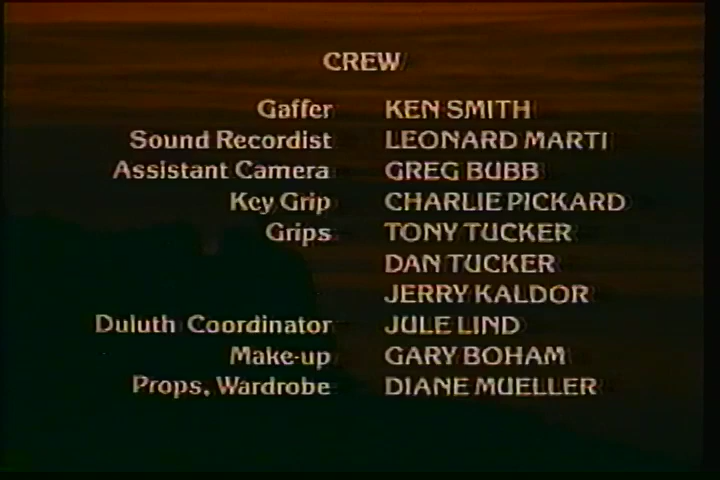 CREW
Gaffer KEN SMITH
Sound Recordist LEONARD MARTI
Assistant Camera GREG BUBB
Key Grip CHARLIE PICKARD
Grips TONY TUCKER
DAN TUCKER
JERRY KALDOR
Duluth Coordinator JULE LIND
Make-up GARY BOHAM
Props, Wardrobe DIANE MUELLER